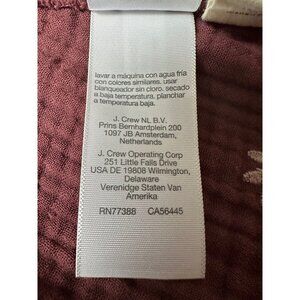 lavar a máquina con agua fría
con colores similares. usar
blanqueador sin cloro. secado
a baja temperatura. planchar
a temperatura baja.
J. Crew NL B.V.
Prins Bernhardplein 200
1097 JB Amsterdam,
Netherlands
J. Crew Operating Corp
251 Little Falls Drive
USA DE 19808 Wilmington,
Delaware
Verenidge Staten Van
Amerika
RN77388 CA56445